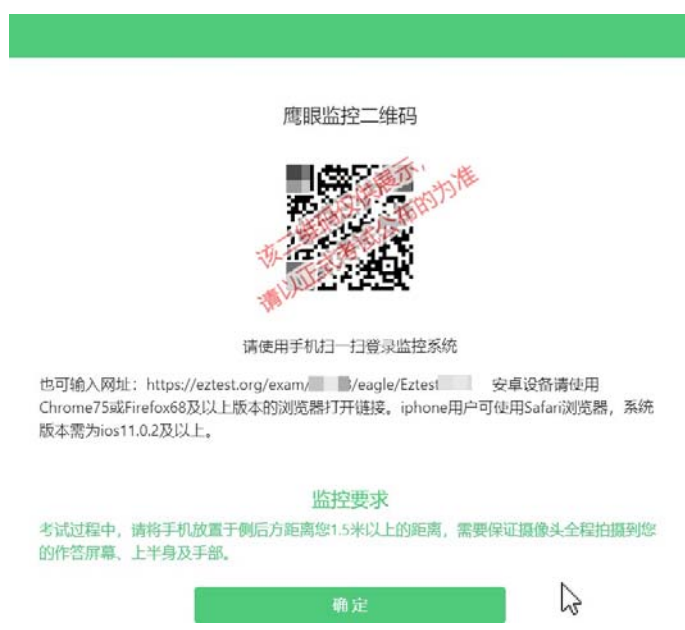 鹰眼监控二维码
该二维码仅供展示,
请以正式考试公布的为准
请使用手机扫一扫登录监控系统
也可输入网址：https://eztest.org/exam/ /eagle/Eztest 安卓设备请使用
Chrome75或Firefox68及以上版本的浏览器打开链接。iphone用户可使用Safari浏览器，系统
版本需为ios11.0.2及以上。
监控要求
考试过程中，请将手机放置于侧后方距离您1.5米以上的距离，需要保证摄像头全程拍摄到您
的作答屏幕、上半身及手部。
确定